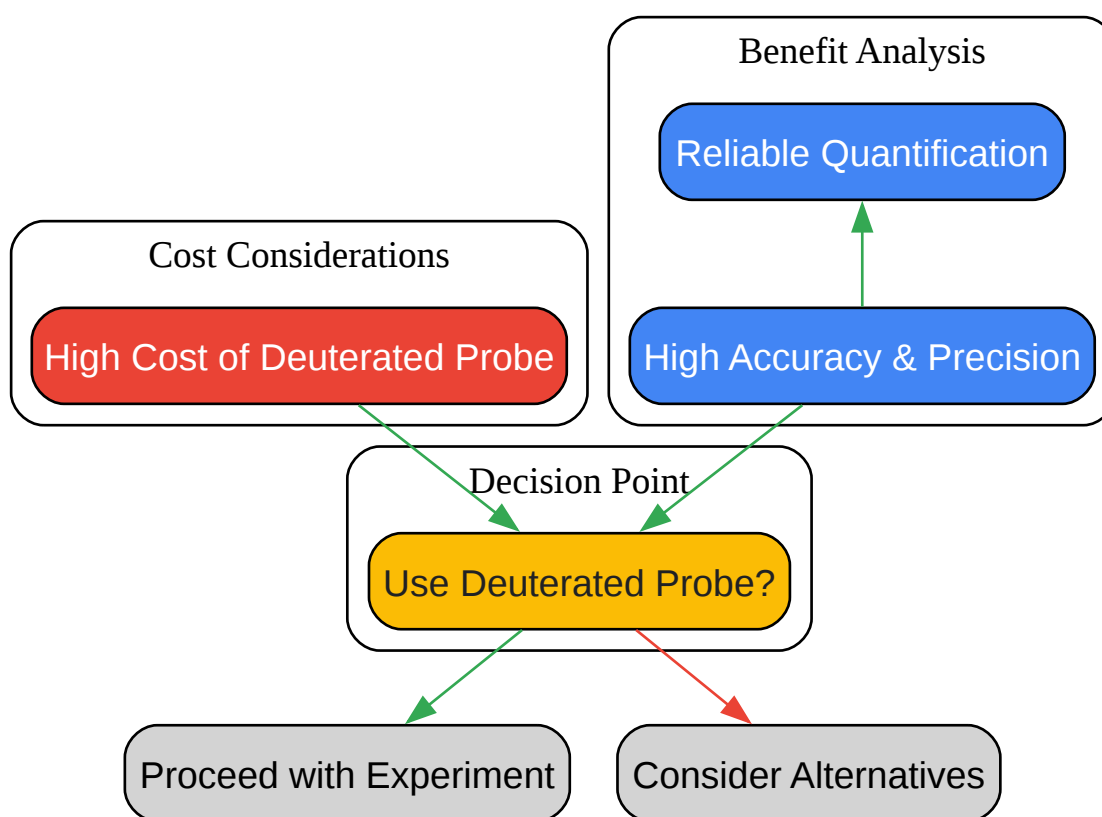 Benefit Analysis
Reliable Quantification
Cost Considerations
High Cost of Deuterated Probe
High Accuracy & Precision
Decision Point
Use Deuterated Probe?
Proceed with Experiment
Consider Alternatives